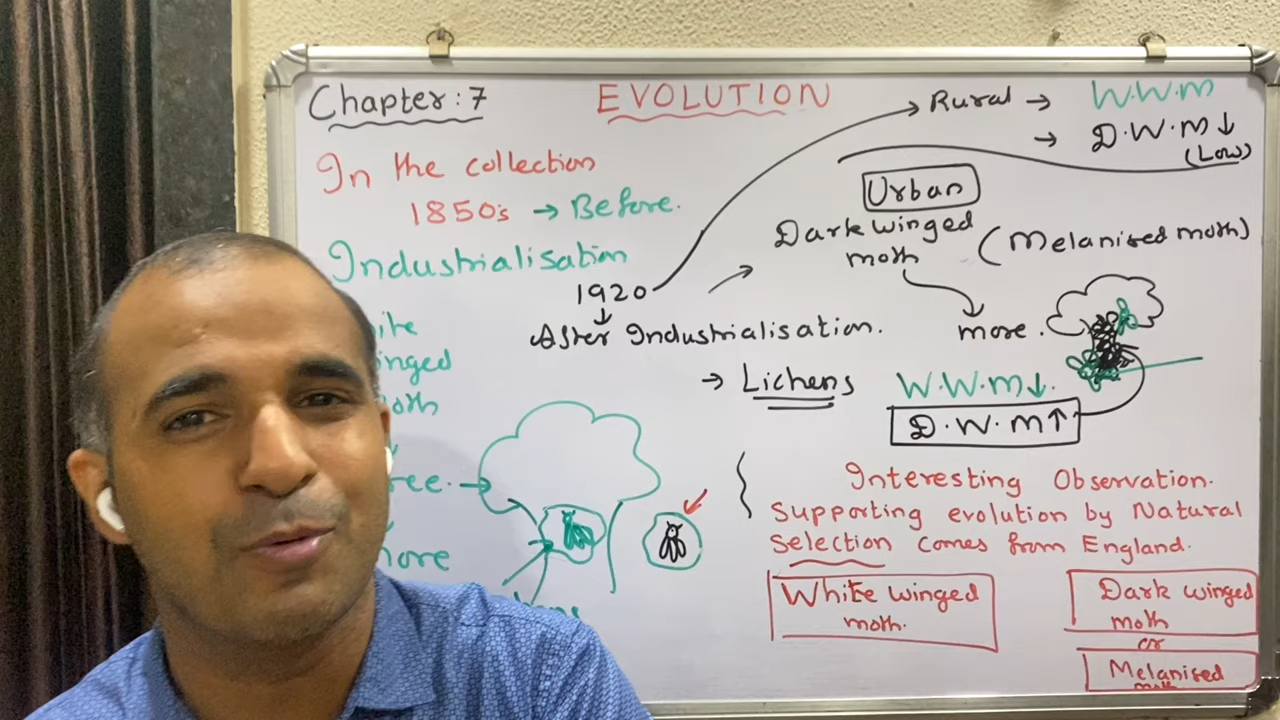 Chapter: 7
EVOLUTION
In the collection
1850's → Before.
Industrialisation
1920
After Industrialisation.
→ Lichens
Rural → W.W.M
→ D.W.M↓
(Low)
Urban
Dark winged
moth
(Melanised moth)
more.
W.W.M↓.
D.W.M↑
Interesting Observation.
Supporting evolution by Natural
Selection comes from England.
White winged
moth.
Dark winged
moth
or
Melanised
moth